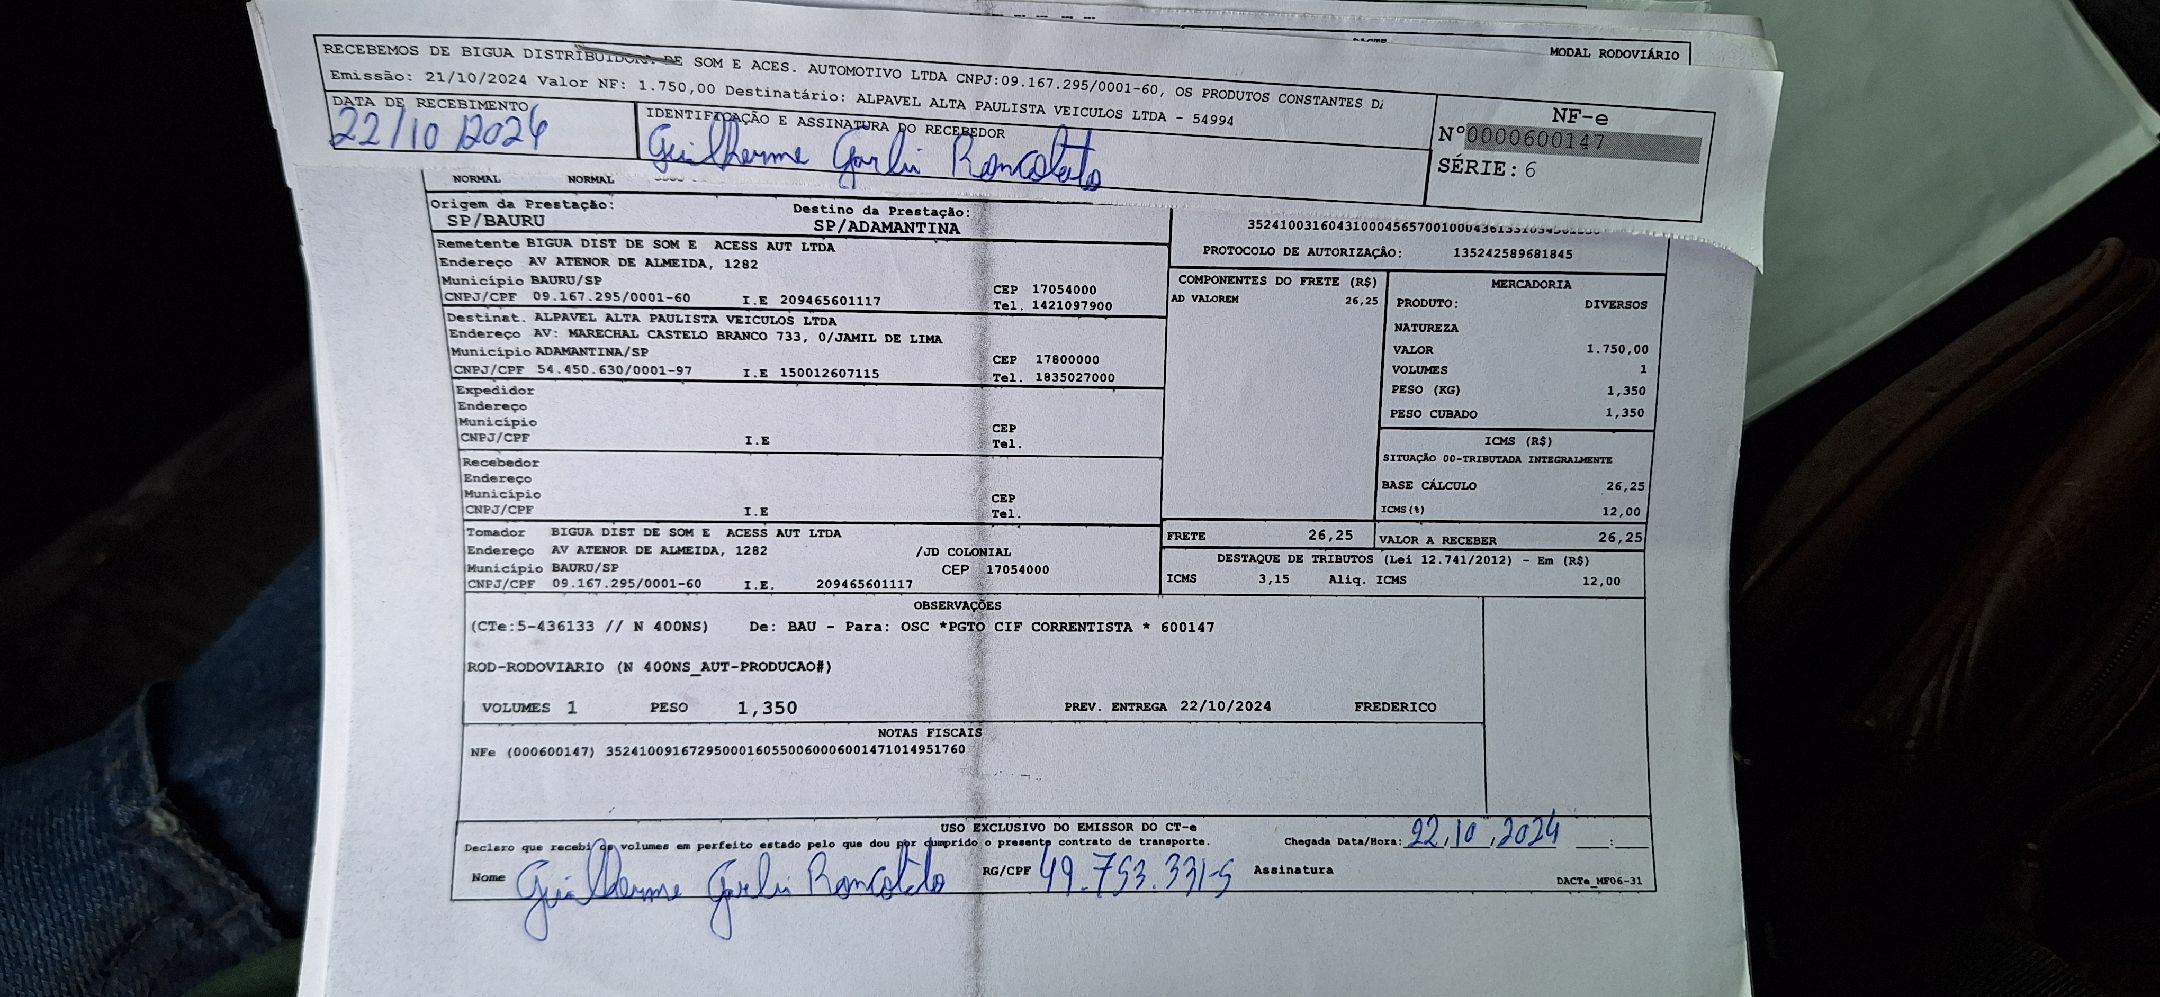 MODAL RODOVIÁRIO
RECEBEMOS DE BIGUA DISTRIBUIDORA DE SOM E ACES. AUTOMOTIVO LTDA CNPJ:09.167.295/0001-60, OS PRODUTOS CONSTANTES
Emissão: 21/10/2024 Valor NF: 1.750,00 Destinatário: ALPAVEL ALTA PAULISTA VEICULOS LTDA - 54994
DATA DE RECEBIMENTO
22/10/2024
IDENTIFICAÇÃO E ASSINATURA DO RECEBEDOR
Guilherme Garli Roncolato
NF-e
Nº0000600147
SÉRIE: 6
NORMAL NORMAL
Origem da Prestação:
SP/BAURU
Destino da Prestação:
SP/ADAMANTINA
PROTOCOLO DE AUTORIZAÇÃO: 135242589681845
Remetente BIGUA DIST DE SOM E ACESS AUT LTDA
Endereço AV ATENOR DE ALMEIDA, 1282
Município BAURU/SP
CEP 17054000
CNPJ/CPF 09.167.295/0001-60 I.E 209465601117
Tel. 1421097900
Destinat. ALPAVEL ALTA PAULISTA VEICULOS LTDA
Endereço AV: MARECHAL CASTELO BRANCO 733, 0/JAMIL DE LIMA
Município ADAMANTINA/SP
CEP 17800000
CNPJ/CPF 54.450.630/0001-97 I.E 150012607115
Tel. 1835027000
Expedidor
Endereço
Município
CEP
CNPJ/CPF I.E
Tel.
Recebedor
Endereço
Município
CEP
CNPJ/CPF I.E
Tel.
Tomador BIGUA DIST DE SOM E ACESS AUT LTDA
Endereço AV ATENOR DE ALMEIDA, 1282 /JD COLONIAL
Município BAURU/SP CEP 17054000
CNPJ/CPF 09.167.295/0001-60 I.E. 209465601117
COMPONENTES DO FRETE (R$)
AD VALOREM 26,25
MERCADORIA
PRODUTO: DIVERSOS
NATUREZA
VALOR 1.750,00
VOLUMES 1
PESO (KG) 1,350
PESO CUBADO 1,350
ICMS (R$)
SITUAÇÃO 00-TRIBUTADA INTEGRALMENTE
BASE CÁLCULO 26,25
ICMS(%) 12,00
FRETE 26,25
VALOR A RECEBER 26,25
DESTAQUE DE TRIBUTOS (Lei 12.741/2012) - Em (R$)
ICMS 3,15 Aliq. ICMS 12,00
OBSERVAÇÕES
(CTe:5-436133 // N 400NS) De: BAU - Para: OSC *PGTO CIF CORRENTISTA * 600147
ROD-RODOVIARIO (N 400NS_AUT-PRODUCAO#)
VOLUMES 1 PESO 1,350 PREV. ENTREGA 22/10/2024 FREDERICO
NOTAS FISCAIS
NFe (000600147) 35241009167295000160550060006001471014951760
USO EXCLUSIVO DO EMISSOR DO CT-e
Declaro que recebi os volumes em perfeito estado pelo que dou por cumprido o presente contrato de transporte.
Chegada Data/Hora: 22,10,2024 ___:___
Nome Guilherme Garli Roncolato RG/CPF 49.753.331-5 Assinatura
DACTe_MF06-31